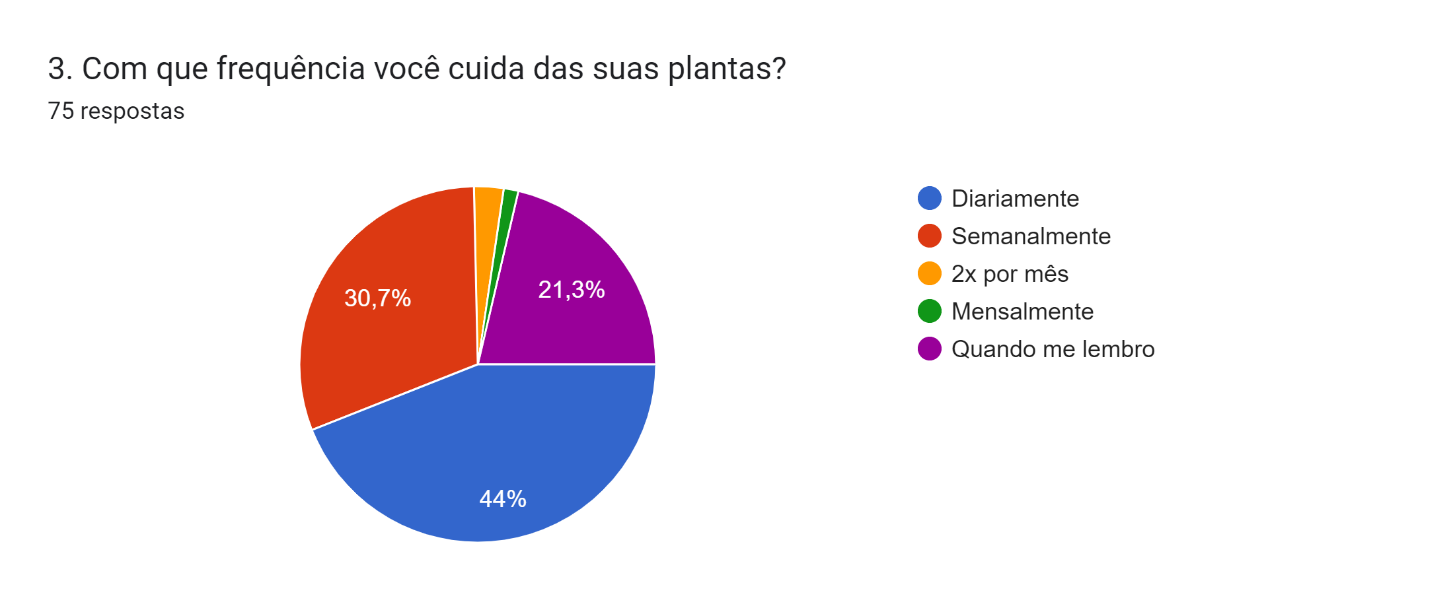 3. Com que frequência você cuida das suas plantas?
75 respostas
30,7%
21,3%
44%
Diariamente
Semanalmente
2x por mês
Mensalmente
Quando me lembro